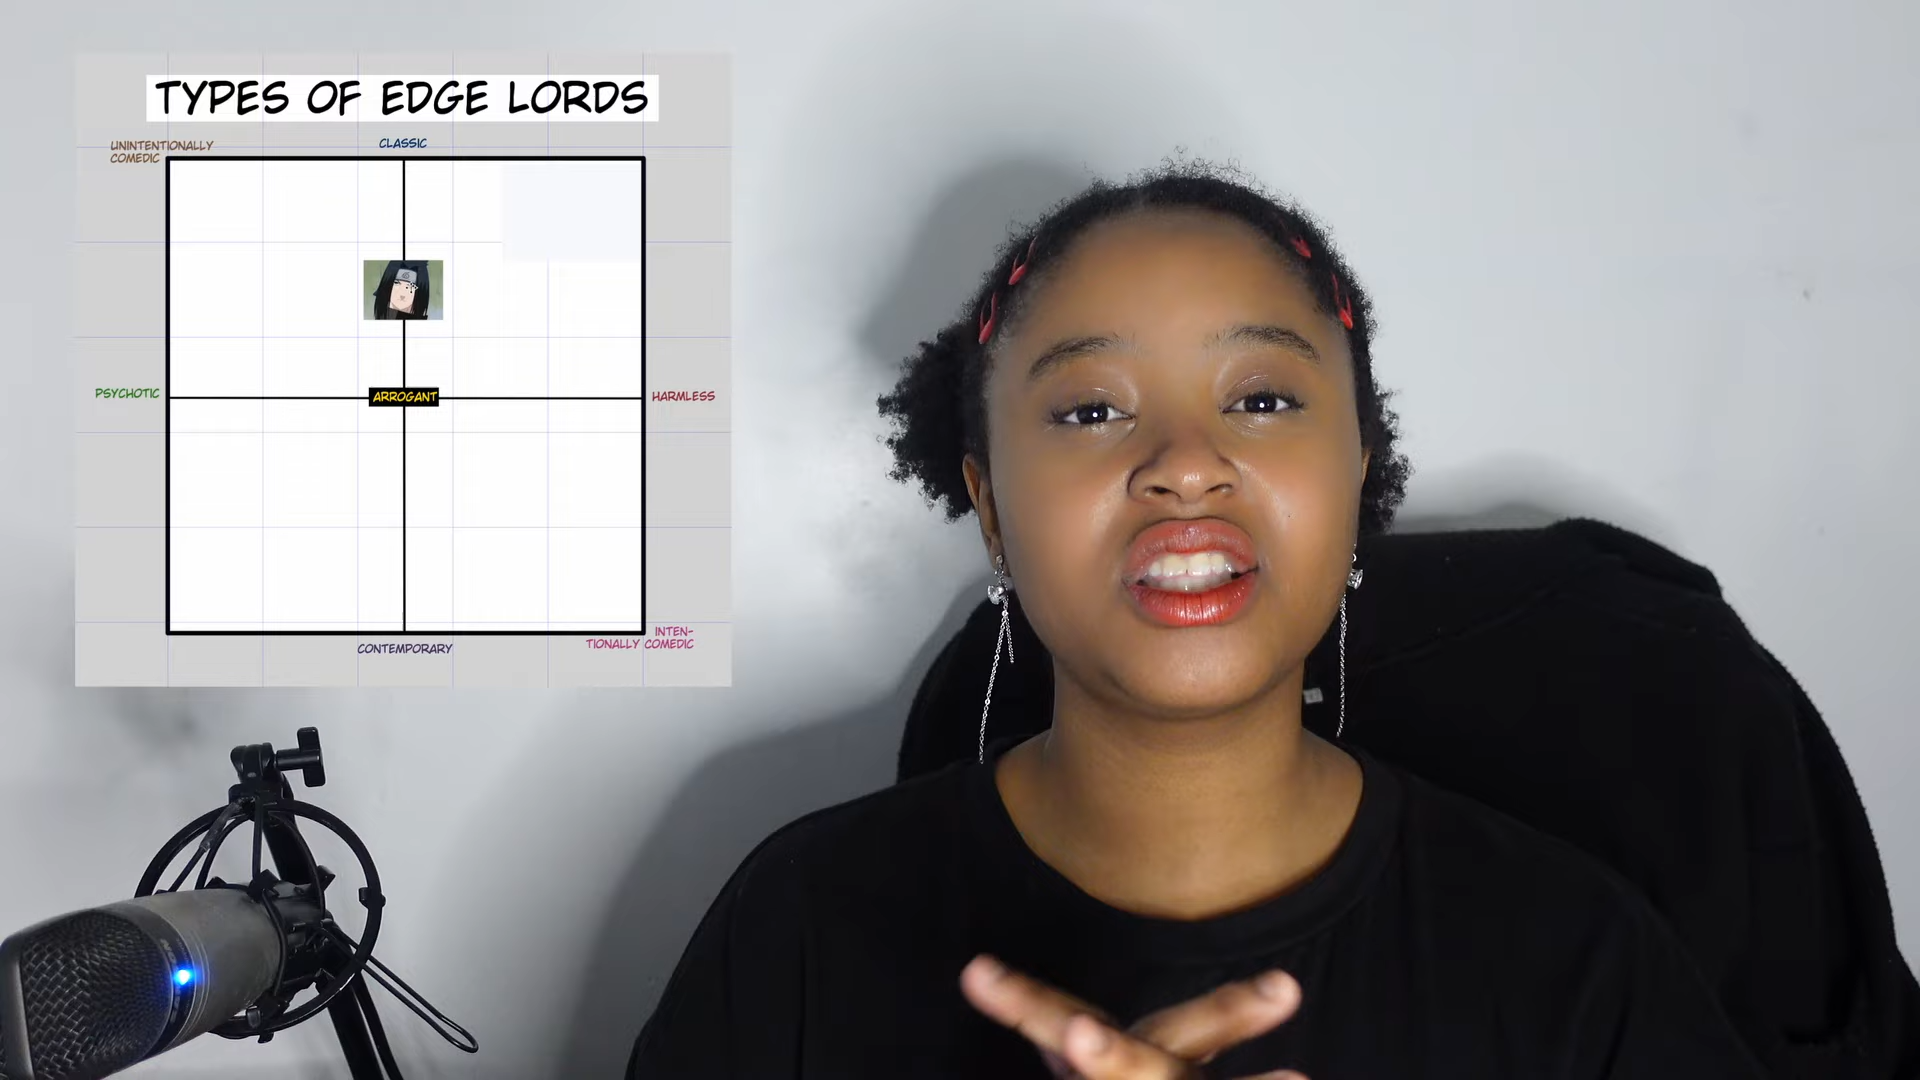 TYPES OF EDGE LORDS
UNINTENTIONALLY
COMEDIC
CLASSIC
PSYCHOTIC
ARROGANT
HARMLESS
CONTEMPORARY
INTEN-
TIONALLY COMEDIC